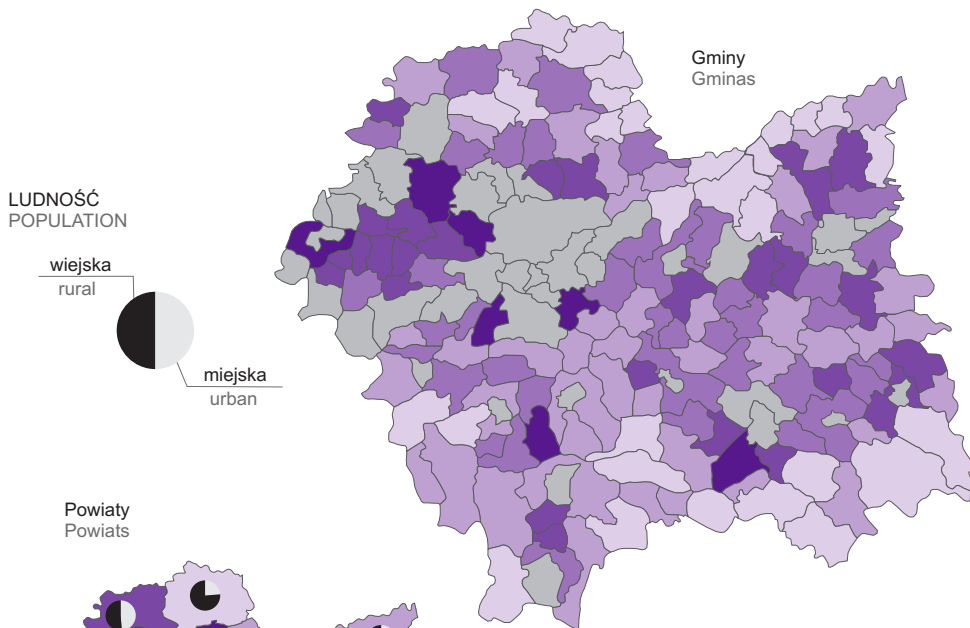 Gminy
Gminas
LUDNOŚĆ
POPULATION
wiejska
rural
miejska
urban
Powiaty
Powiats